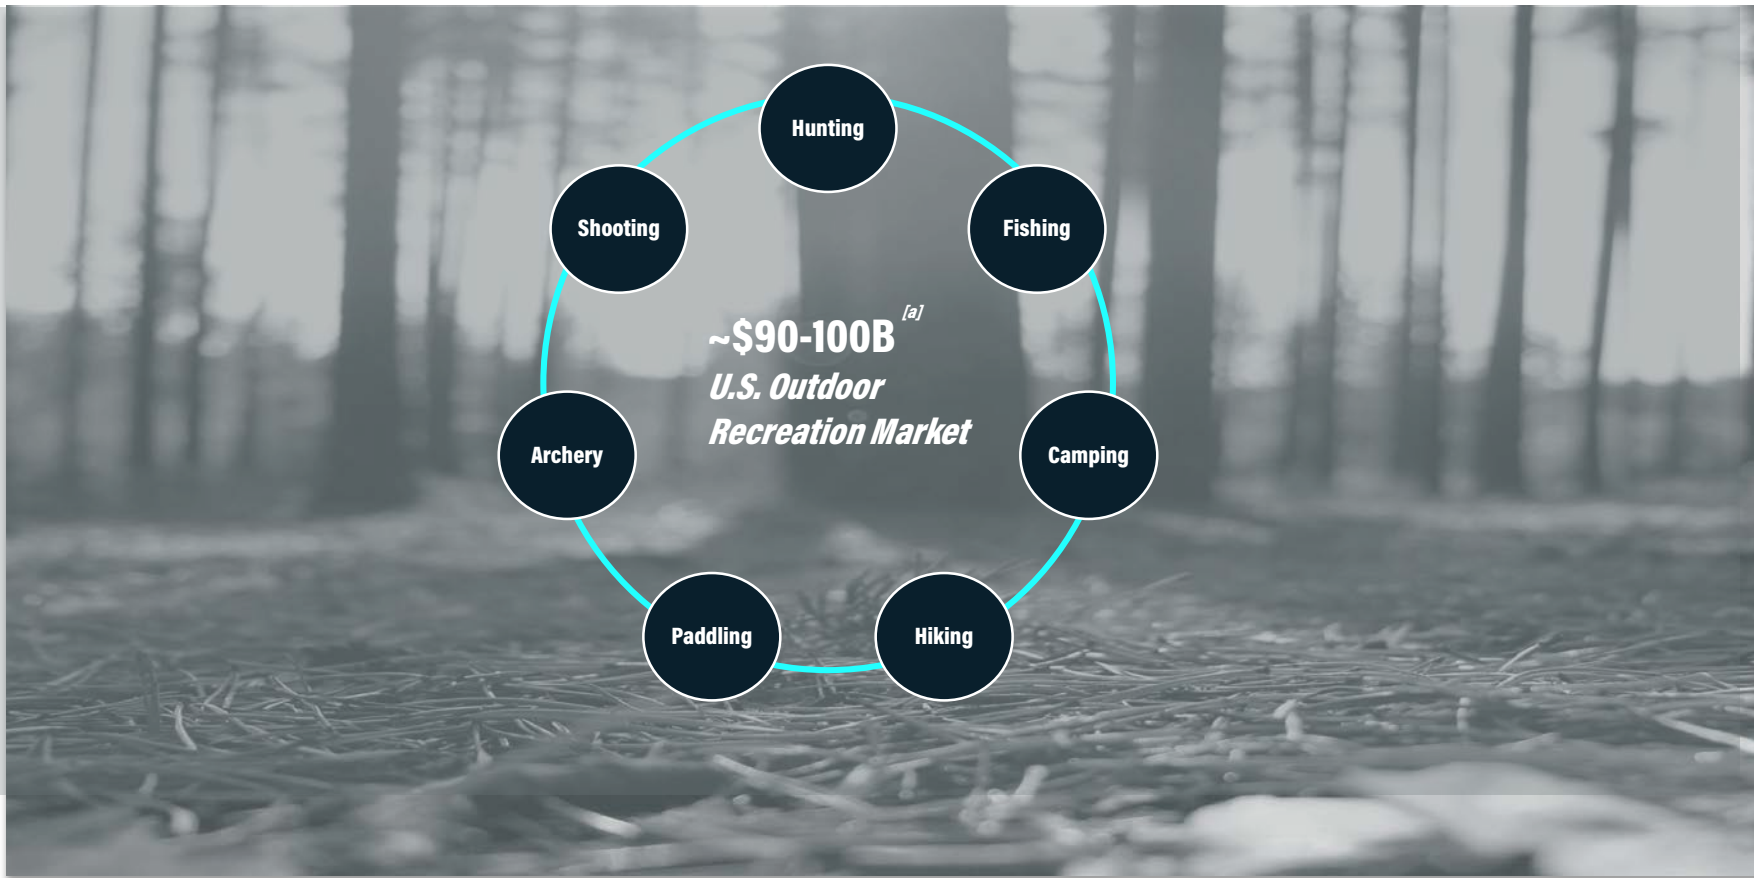 Hunting
Shooting
Fishing
~$90-100B [a]
U.S. Outdoor
Recreation Market
Archery
Camping
Paddling
Hiking